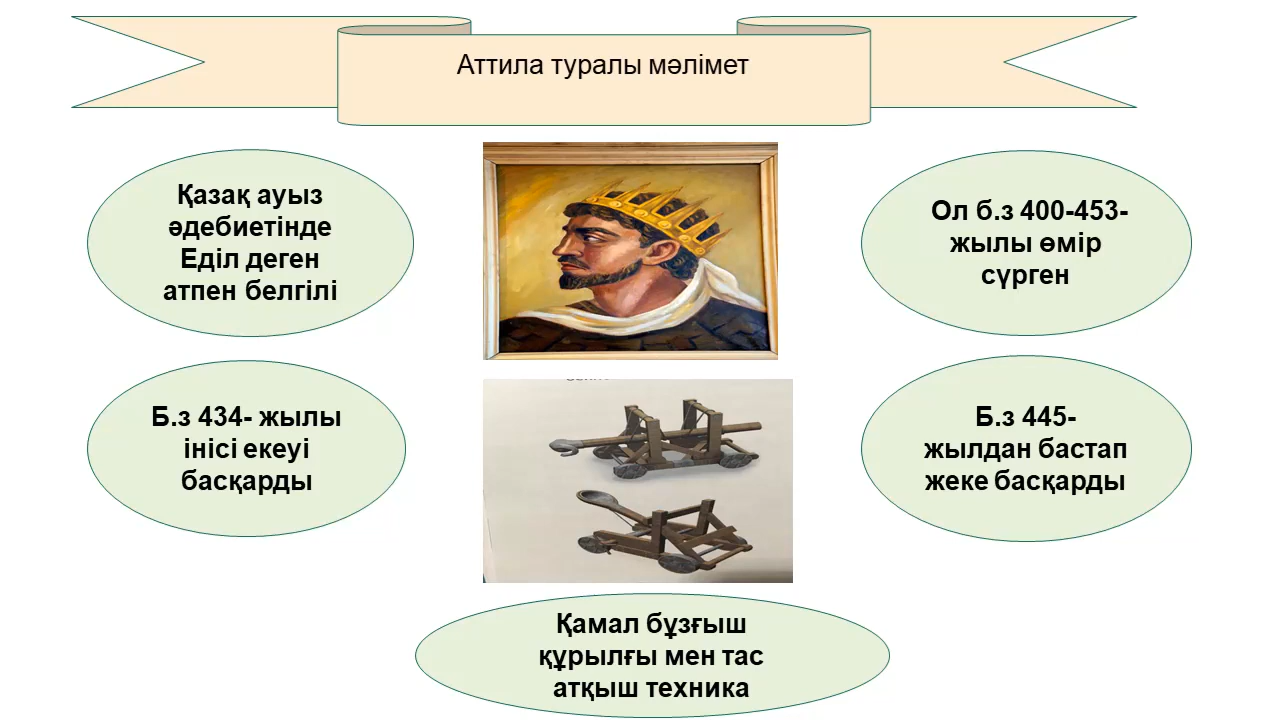 Аттила туралы мәлімет
Қазақ ауыз
әдебиетінде
Еділ деген
атпен белгілі
Ол б.з 400-453-
жылы өмір
сүрген
Б.з 434- жылы
інісі екеуі
басқарды
Б.з 445-
жылдан бастап
жеке басқарды
Қамал бұзғыш
құрылғы мен тас
атқыш техника